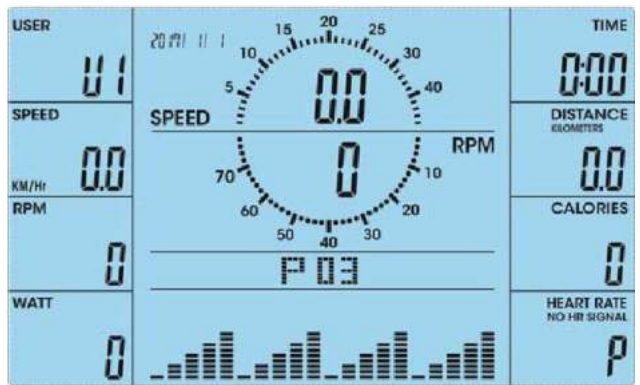 USER
U 1
SPEED
KM/Hr 0.0
RPM
0
WATT
0
15 20 25
10 30
5 40
SPEED 0.0
0 RPM
70 10
60 20
50 40 30
P 03
TIME
0:00
DISTANCE
KILOMETERS
0.0
CALORIES
0
HEART RATE
NO HR SIGNAL
P